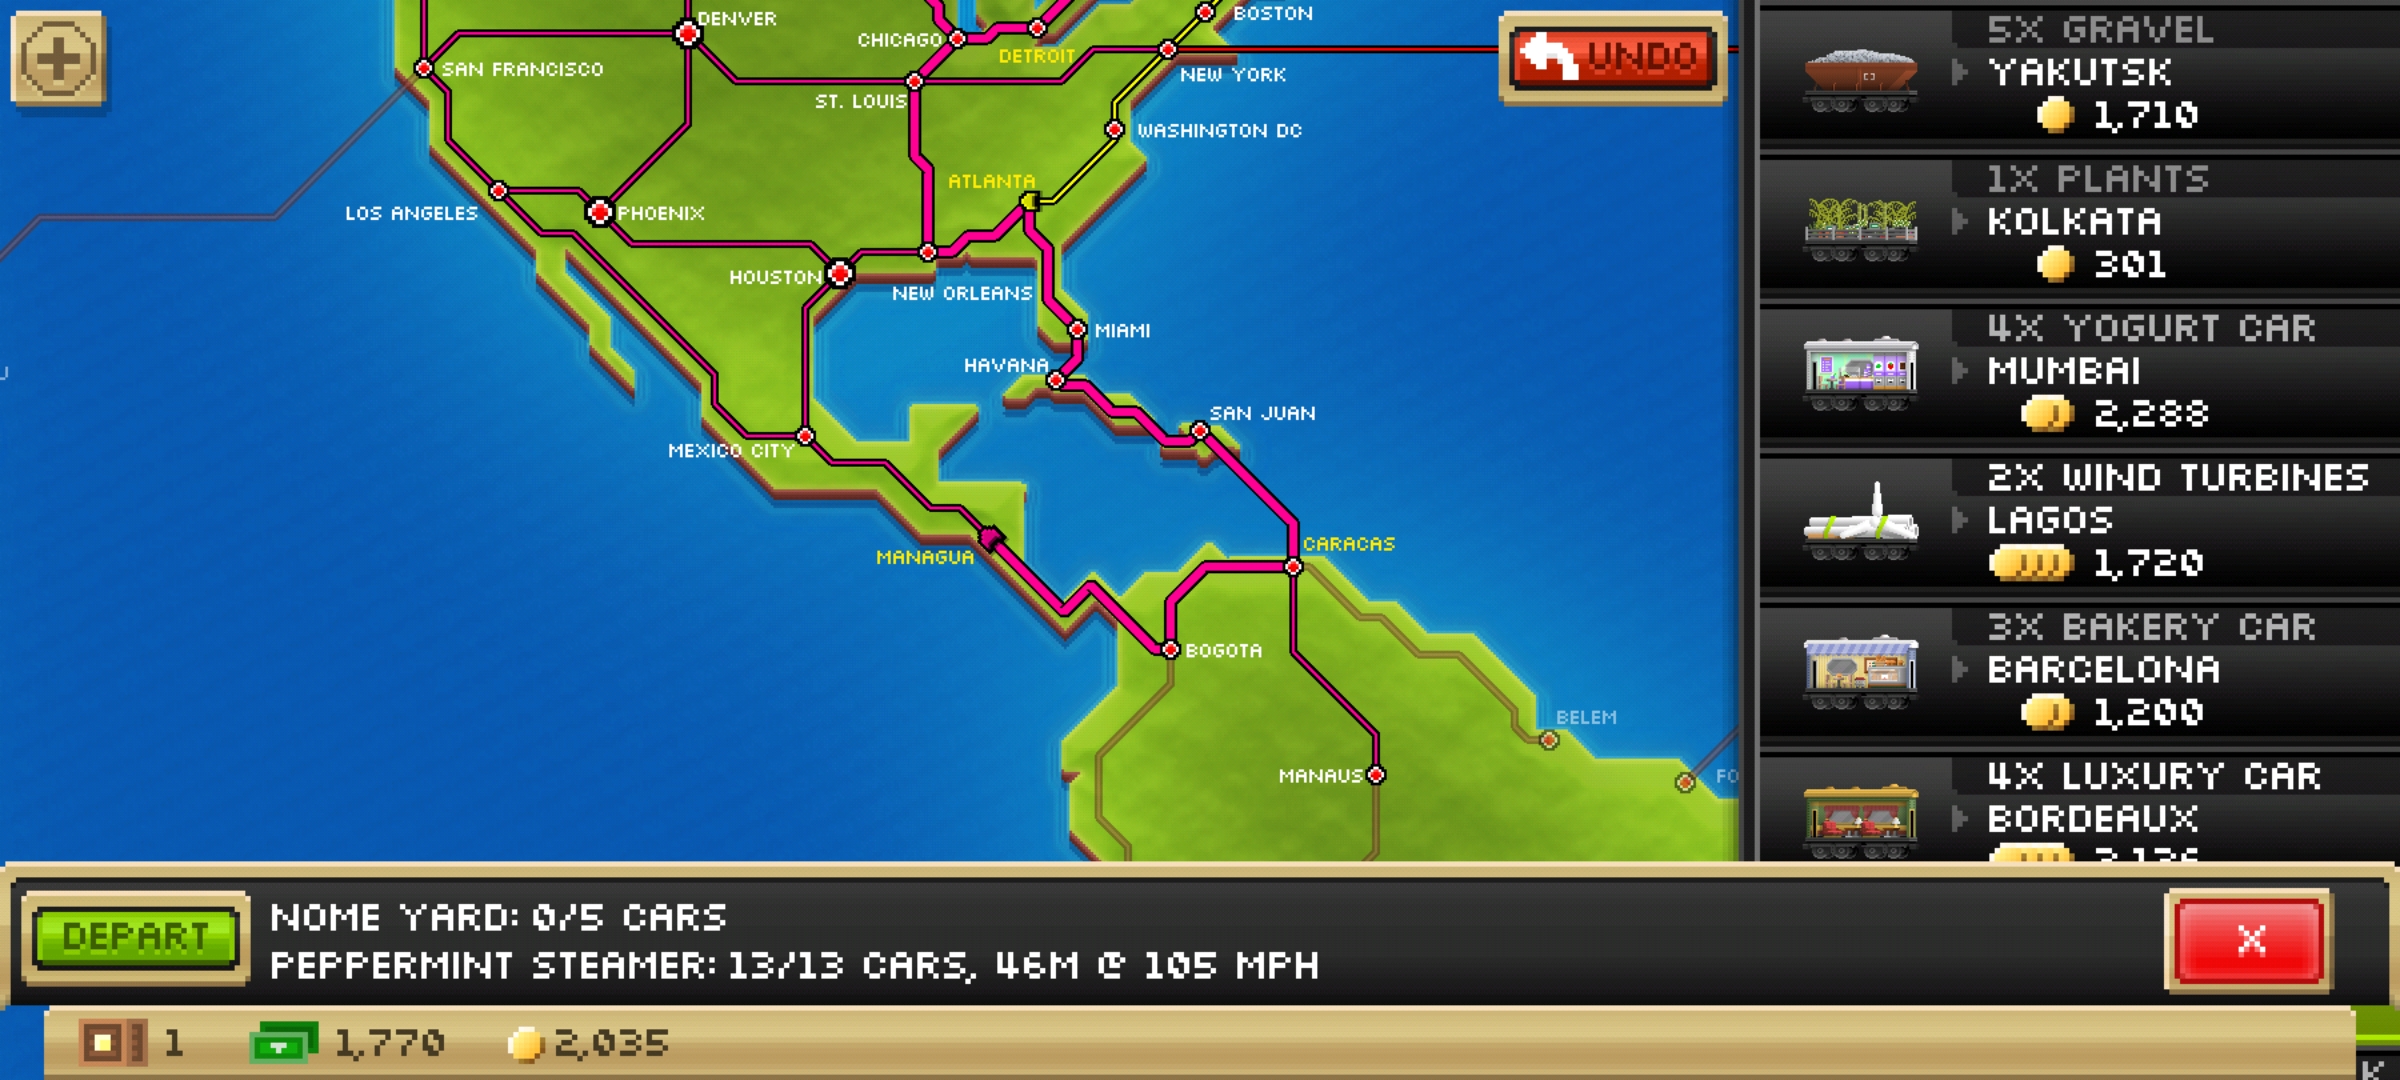 DENVER
BOSTON
CHICAGO
DETROIT
UNDO
SAN FRANCISCO
NEW YORK
ST. LOUIS
WASHINGTON DC
ATLANTA
LOS ANGELES
PHOENIX
HOUSTON
NEW ORLEANS
MIAMI
HAVANA
SAN JUAN
MEXICO CITY
MANAGUA
CARACAS
BOGOTA
BELEM
MANAUS
FO
5X GRAVEL
YAKUTSK
1,710
1X PLANTS
KOLKATA
301
4X YOGURT CAR
MUMBAI
2,288
2X WIND TURBINES
LAGOS
1,720
3X BAKERY CAR
BARCELONA
1,200
4X LUXURY CAR
BORDEAUX
DEPART
NOME YARD: 0/5 CARS
PEPPERMINT STEAMER: 13/13 CARS, 46M @ 105 MPH
X
1
1,770
2,035